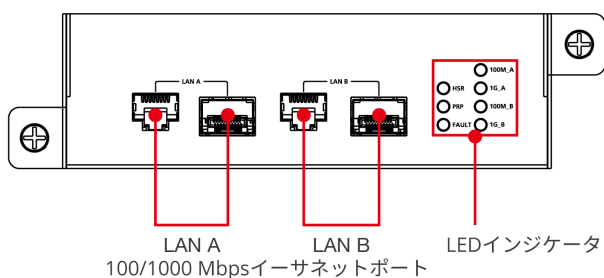 LAN A
LAN B
100M_A
HSR
1G_A
PRP
100M_B
FAULT
1G_B
LAN A
LAN B
LEDインジケータ
100/1000 Mbpsイーサネットポート